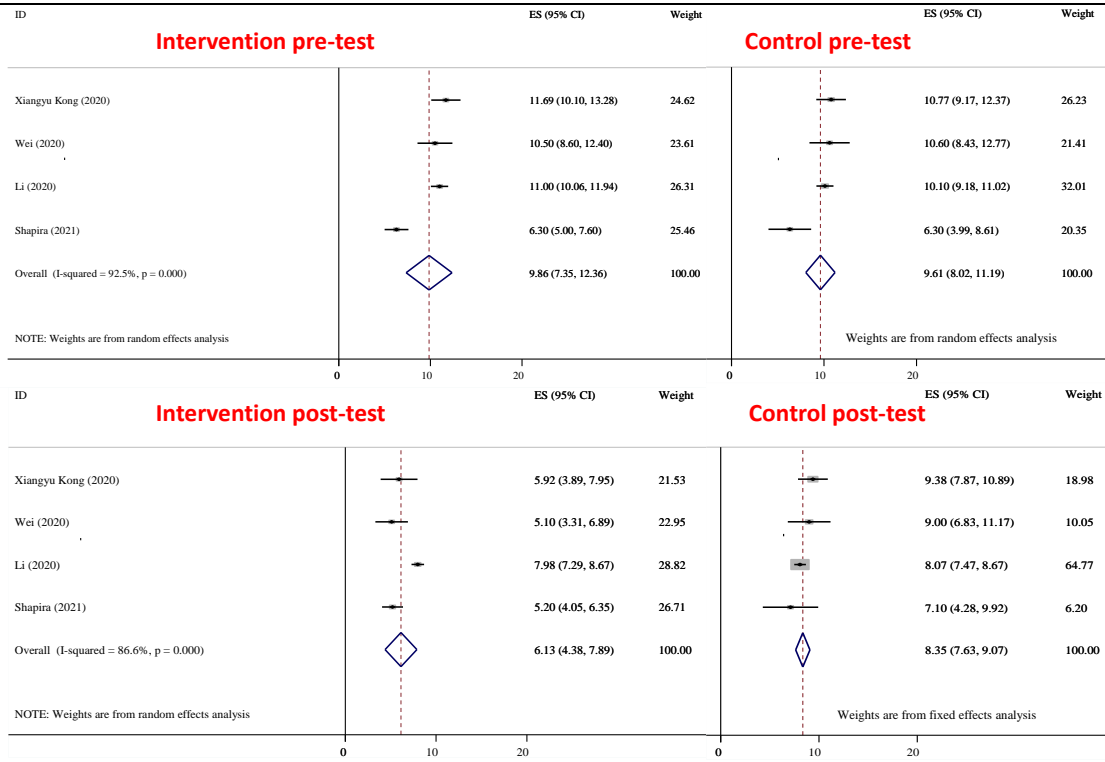 ID ES (95% CI) Weight ES (95% CI) Weight
Intervention pre-test Control pre-test
Xiangyu Kong (2020) 11.69 (10.10, 13.28) 24.62 10.77 (9.17, 12.37) 26.23
Wei (2020) 10.50 (8.60, 12.40) 23.61 10.60 (8.43, 12.77) 21.41
Li (2020) 11.00 (10.06, 11.94) 26.31 10.10 (9.18, 11.02) 32.01
Shapira (2021) 6.30 (5.00, 7.60) 25.46 6.30 (3.99, 8.61) 20.35
Overall (I-squared = 92.5%, p = 0.000) 9.86 (7.35, 12.36) 100.00 9.61 (8.02, 11.19) 100.00
NOTE: Weights are from random effects analysis Weights are from random effects analysis
0 10 20 0 10 20
ID ES (95% CI) Weight ES (95% CI) Weight
Intervention post-test Control post-test
Xiangyu Kong (2020) 5.92 (3.89, 7.95) 21.53 9.38 (7.87, 10.89) 18.98
Wei (2020) 5.10 (3.31, 6.89) 22.95 9.00 (6.83, 11.17) 10.05
Li (2020) 7.98 (7.29, 8.67) 28.82 8.07 (7.47, 8.67) 64.77
Shapira (2021) 5.20 (4.05, 6.35) 26.71 7.10 (4.28, 9.92) 6.20
Overall (I-squared = 86.6%, p = 0.000) 6.13 (4.38, 7.89) 100.00 8.35 (7.63, 9.07) 100.00
NOTE: Weights are from random effects analysis Weights are from fixed effects analysis
0 10 20 0 10 20